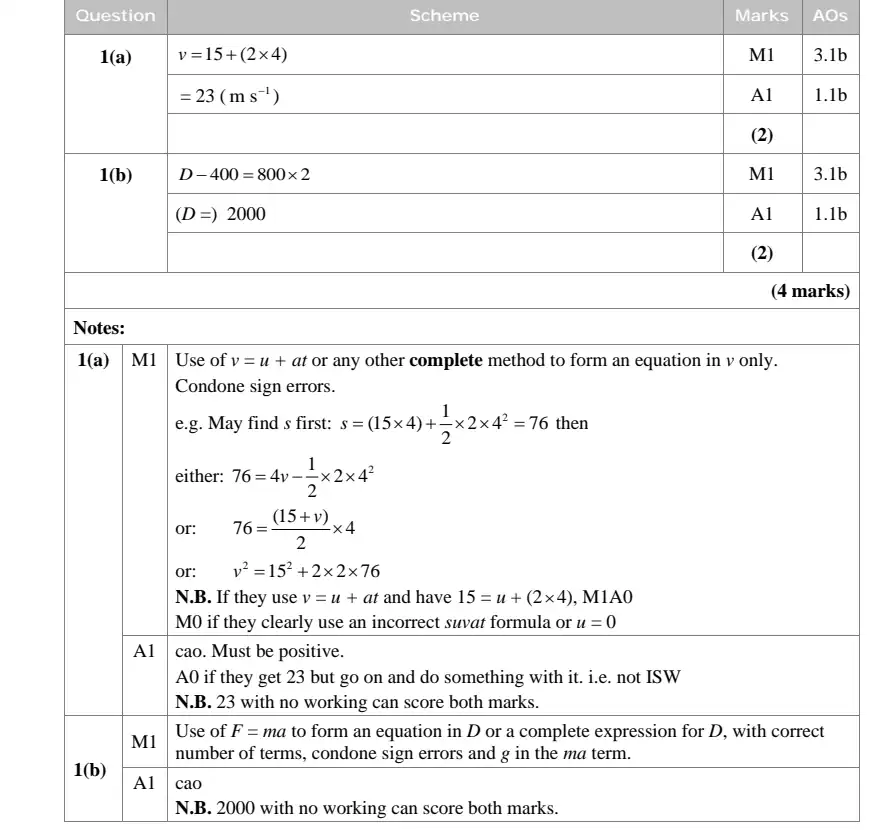 Question Scheme Marks AOs
1(a) v = 15 + (2 × 4) M1 3.1b
= 23 ( m s⁻¹ ) A1 1.1b
(2)
1(b) D − 400 = 800 × 2 M1 3.1b
(D =) 2000 A1 1.1b
(2)
(4 marks)
Notes:
1(a) M1 Use of v = u + at or any other complete method to form an equation in v only.
Condone sign errors.
e.g. May find s first: s = (15 × 4) + 1/2 × 2 × 4² = 76 then
either: 76 = 4v − 1/2 × 2 × 4²
or: 76 = (15 + v)/2 × 4
or: v² = 15² + 2 × 2 × 76
N.B. If they use v = u + at and have 15 = u + (2 × 4), M1A0
M0 if they clearly use an incorrect suvat formula or u = 0
A1 cao. Must be positive.
A0 if they get 23 but go on and do something with it. i.e. not ISW
N.B. 23 with no working can score both marks.
1(b) M1 Use of F = ma to form an equation in D or a complete expression for D, with correct
number of terms, condone sign errors and g in the ma term.
A1 cao
N.B. 2000 with no working can score both marks.